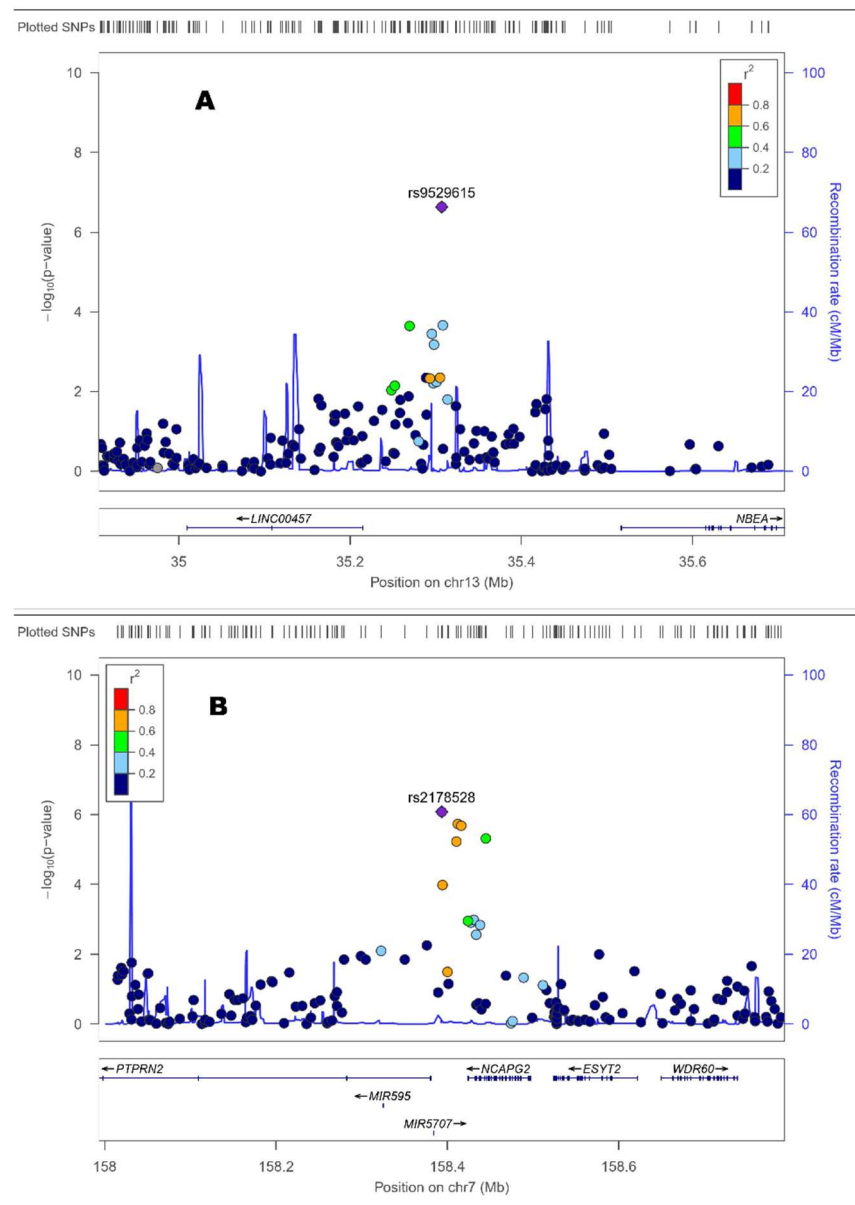 Plotted SNPs
A
r2
0.8
0.6
0.4
0.2
rs9529615
10
8
6
4
2
0
−log10(p-value)
100
80
60
40
20
0
Recombination rate (cM/Mb)
←LINC00457
NBEA→
35
35.2
35.4
35.6
Position on chr13 (Mb)
Plotted SNPs
B
r2
0.8
0.6
0.4
0.2
rs2178528
10
8
6
4
2
0
−log10(p-value)
100
80
60
40
20
0
Recombination rate (cM/Mb)
←PTPRN2
←NCAPG2
←ESYT2
WDR60→
←MIR595
MIR5707→
158
158.2
158.4
158.6
Position on chr7 (Mb)